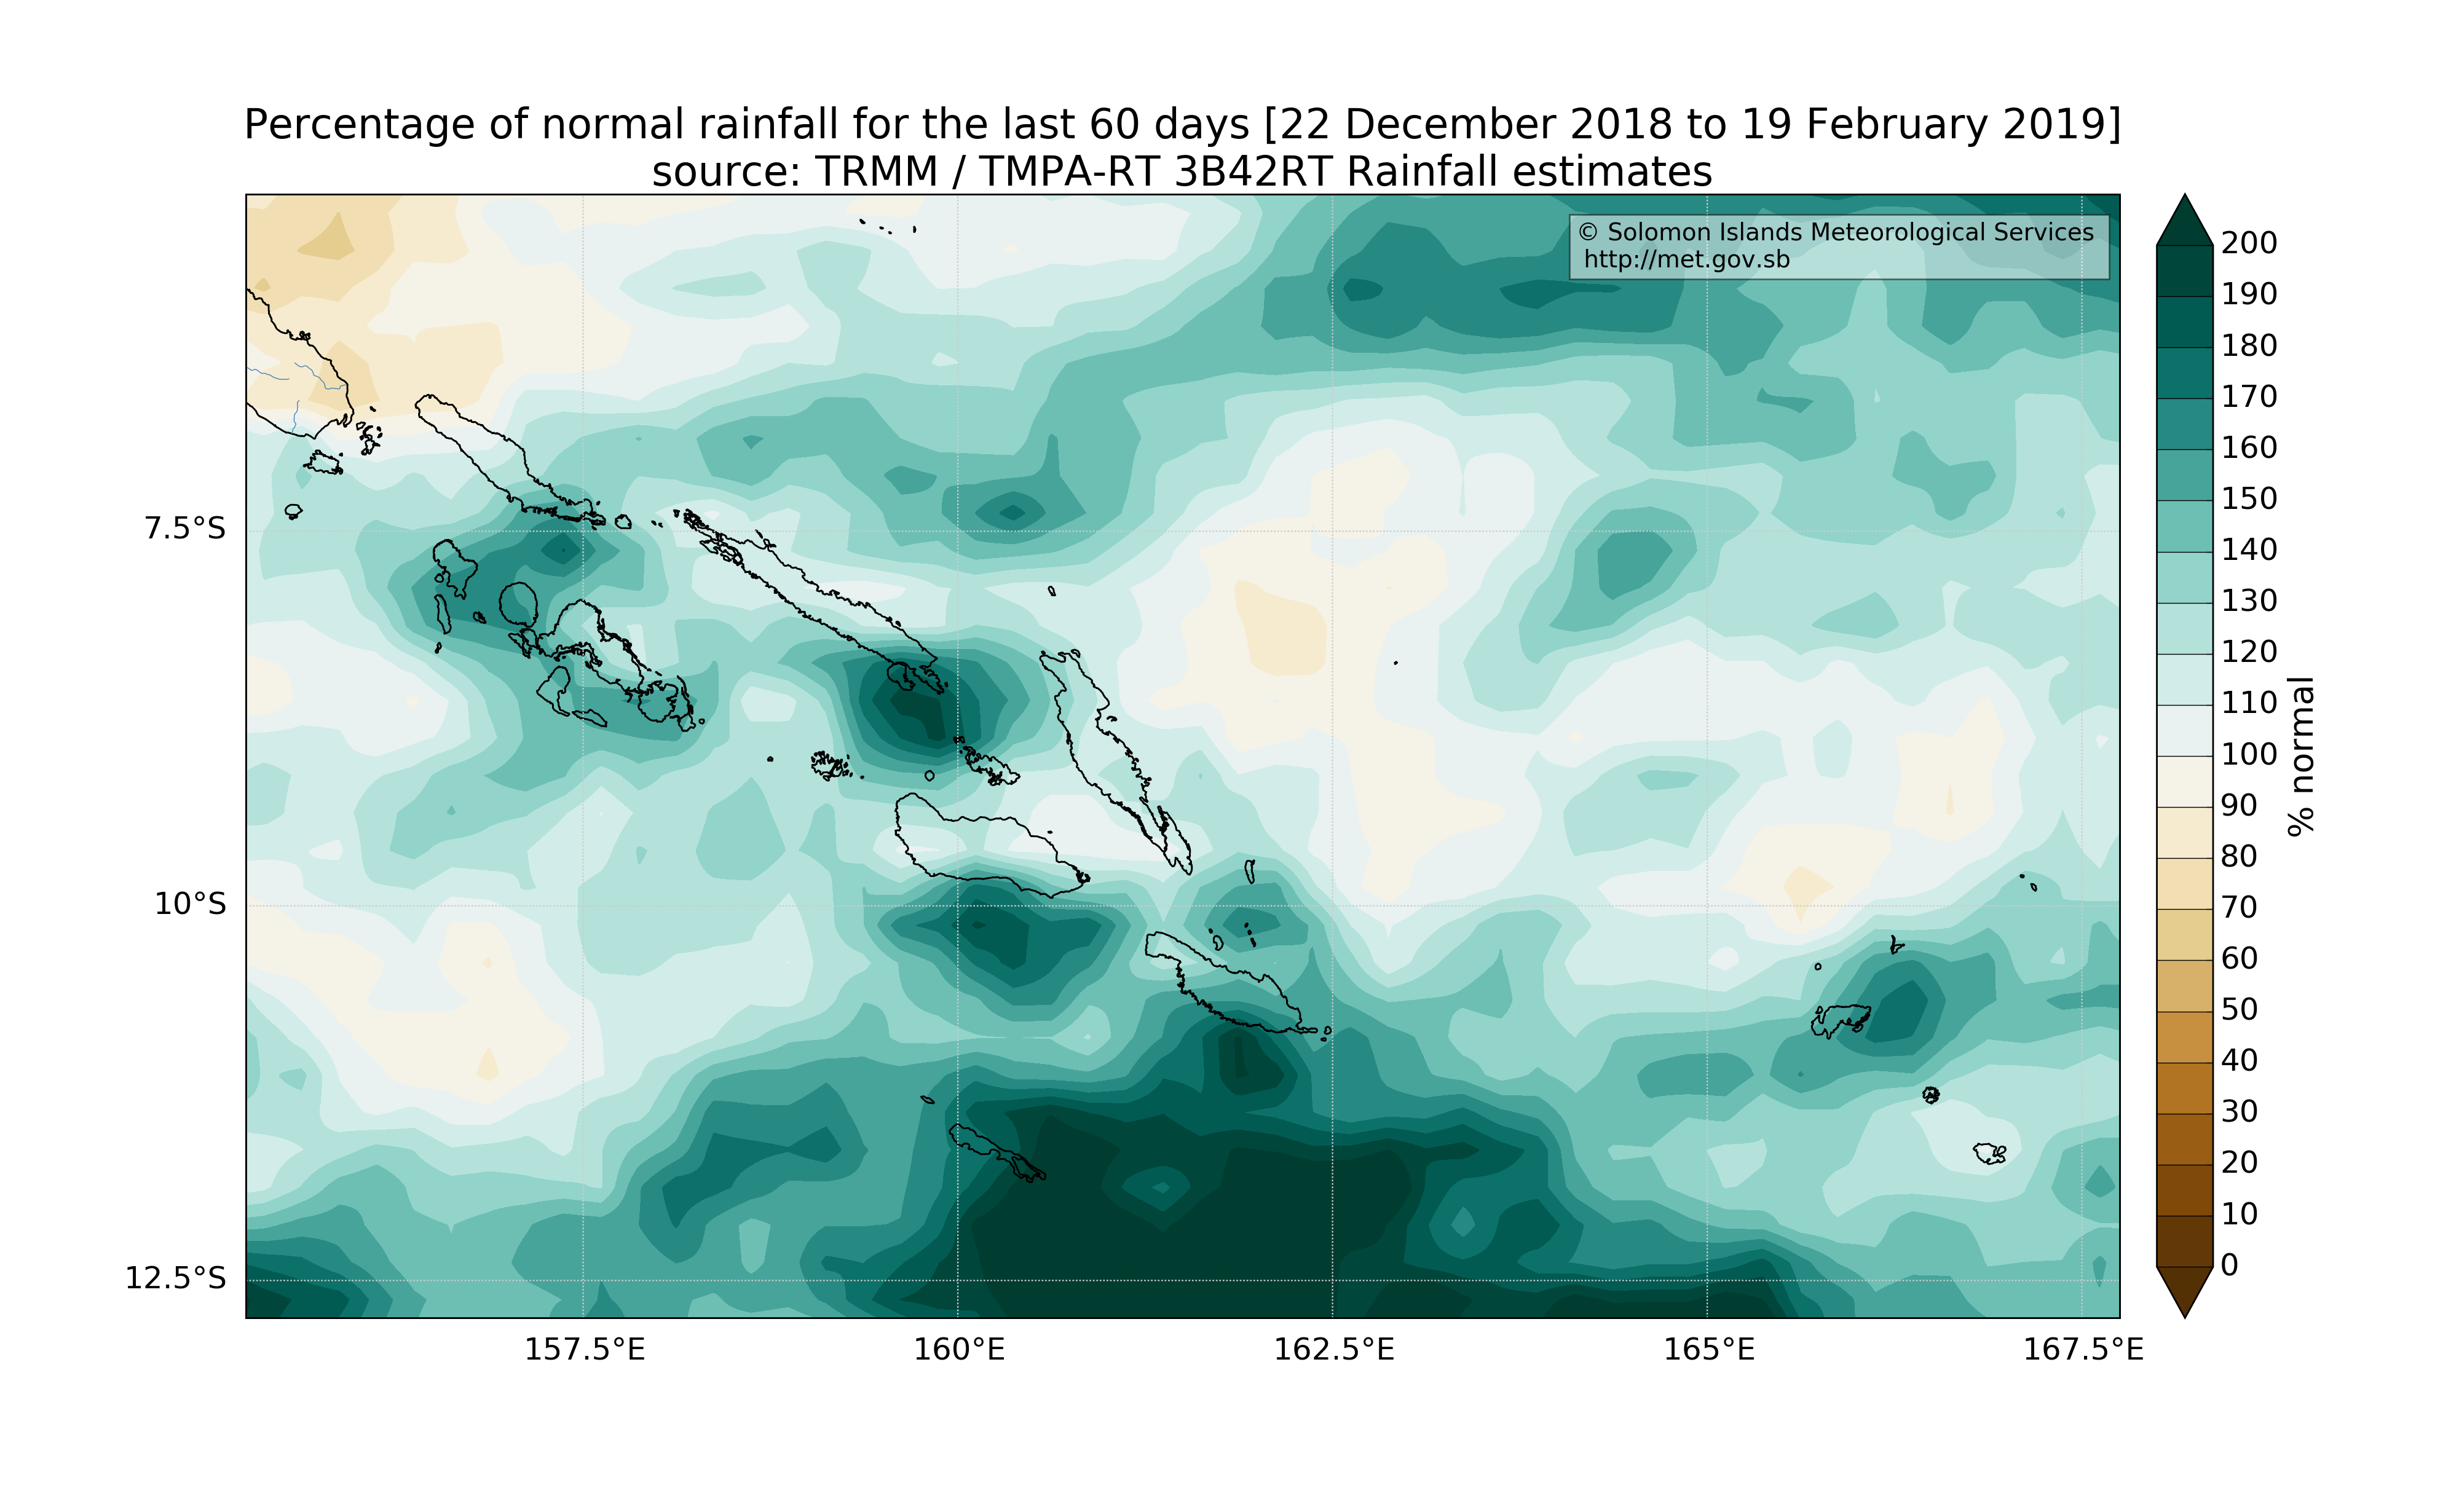 Percentage of normal rainfall for the last 60 days [22 December 2018 to 19 February 2019]
source: TRMM / TMPA-RT 3B42RT Rainfall estimates
© Solomon Islands Meteorological Services
http://met.gov.sb
7.5°S
10°S
12.5°S
157.5°E
160°E
162.5°E
165°E
167.5°E
200
190
180
170
160
150
140
130
120
110
100
90
80
70
60
50
40
30
20
10
0
% normal